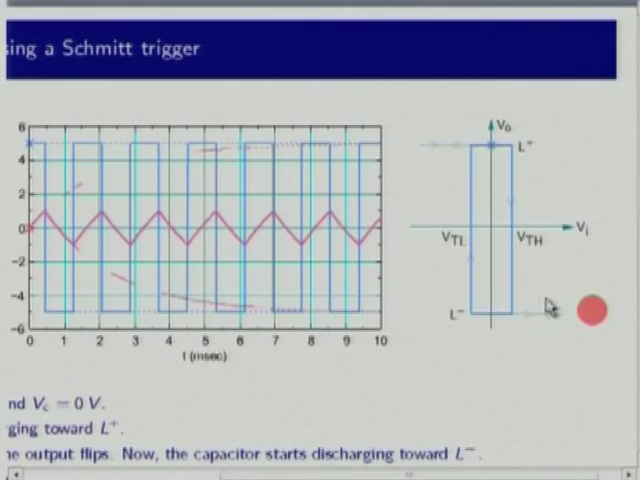 sing a Schmitt trigger
6
4
2
0
−2
−4
−6
0 1 2 3 4 5 6 7 8 9 10
t (msec)
V₀
L⁺
Vᵢ
V_TL
V_TH
L⁻
nd V_c = 0 V.
ging toward L⁺.
ne output flips. Now, the capacitor starts discharging toward L⁻.